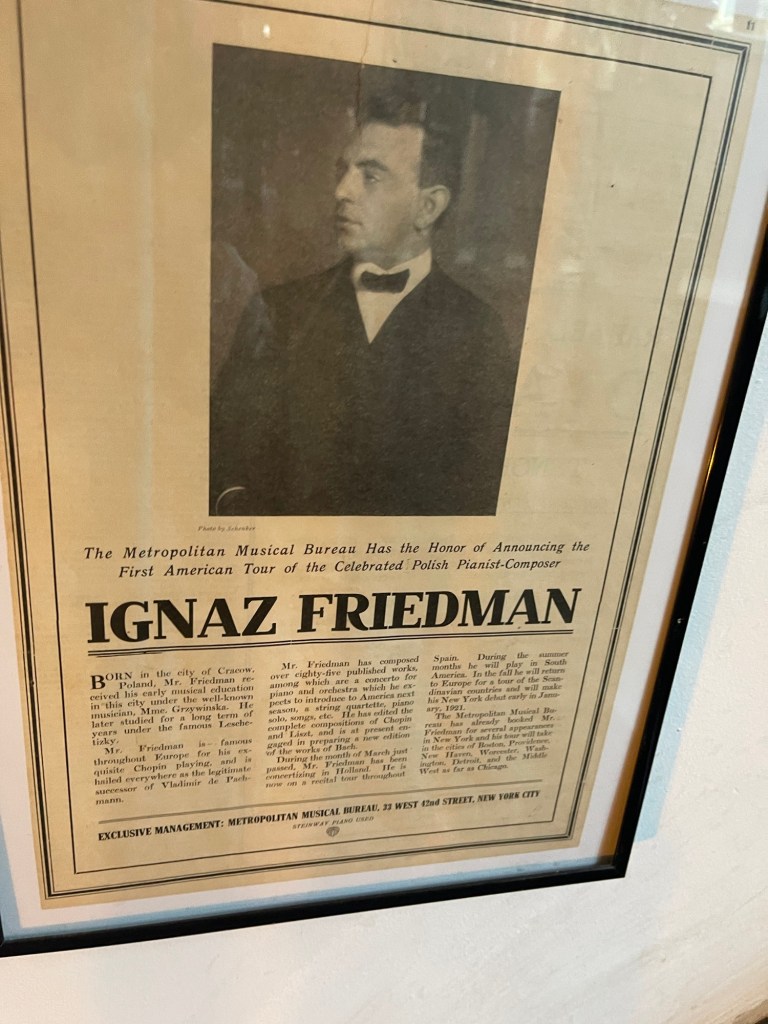 11
Photo by Schenker
The Metropolitan Musical Bureau Has the Honor of Announcing the
First American Tour of the Celebrated Polish Pianist-Composer
IGNAZ FRIEDMAN
BORN in the city of Cracow,
Poland, Mr. Friedman re-
ceived his early musical education
in this city under the well-known
musician, Mme. Grzywinska. He
later studied for a long term of
years under the famous Lesche-
tizky.
Mr. Friedman is famous
throughout Europe for his ex-
quisite Chopin playing, and is
hailed everywhere as the legitimate
successor of Vladimir de Pach-
mann.
Mr. Friedman has composed
over eighty-five published works,
among which are a concerto for
piano and orchestra which he ex-
pects to introduce to America next
season, a string quartette, piano
solo, songs, etc. He has edited the
complete compositions of Chopin
and Liszt, and is at present en-
gaged in preparing a new edition
of the works of Bach.
During the month of March just
passed, Mr. Friedman has been
concertizing in Holland. He is
now on a recital tour throughout
Spain. During the summer
months he will play in South
America. In the fall he will return
to Europe for a tour of the Scan-
dinavian countries and will make
his New York debut early in Janu-
ary, 1921.
The Metropolitan Musical Bu-
reau has already booked Mr.
Friedman for several appearances
in New York and his tour will take
in the cities of Boston, Providence,
New Haven, New York, Wash-
ington, Detroit, and the Middle
West as far as Chicago.
EXCLUSIVE MANAGEMENT: METROPOLITAN MUSICAL BUREAU, 33 WEST 42nd STREET, NEW YORK CITY
STEINWAY PIANO USED